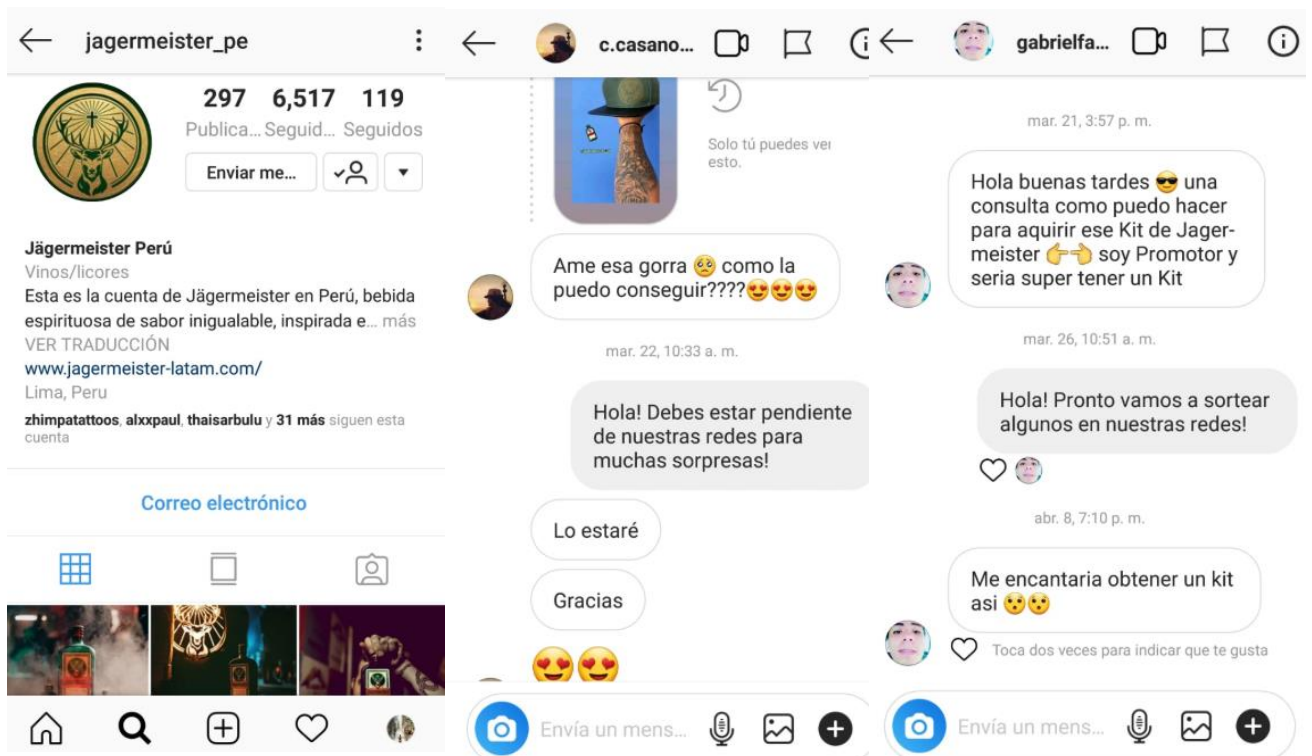 jagermeister_pe
297 6,517 119
Publica... Seguid... Seguidos
Enviar me...
Jägermeister Perú
Vinos/licores
Esta es la cuenta de Jägermeister en Perú, bebida
espirituosa de sabor inigualable, inspirada e... más
VER TRADUCCIÓN
www.jagermeister-latam.com/
Lima, Peru
zhimpatattoos, alxxpaul, thaisarbulu y 31 más siguen esta
cuenta
Correo electrónico
c.casano...
Solo tú puedes ver
esto.
Ame esa gorra 🥺 como la
puedo conseguir????😍😍😍
mar. 22, 10:33 a. m.
Hola! Debes estar pendiente
de nuestras redes para
muchas sorpresas!
Lo estaré
Gracias
😍😍
Envía un mens...
gabrielfa...
mar. 21, 3:57 p. m.
Hola buenas tardes 😎 una
consulta como puedo hacer
para aquirir ese Kit de Jager-
meister 👉👈 soy Promotor y
seria super tener un Kit
mar. 26, 10:51 a. m.
Hola! Pronto vamos a sortear
algunos en nuestras redes!
abr. 8, 7:10 p. m.
Me encantaria obtener un kit
asi 😯😯
Toca dos veces para indicar que te gusta
Envía un mens...